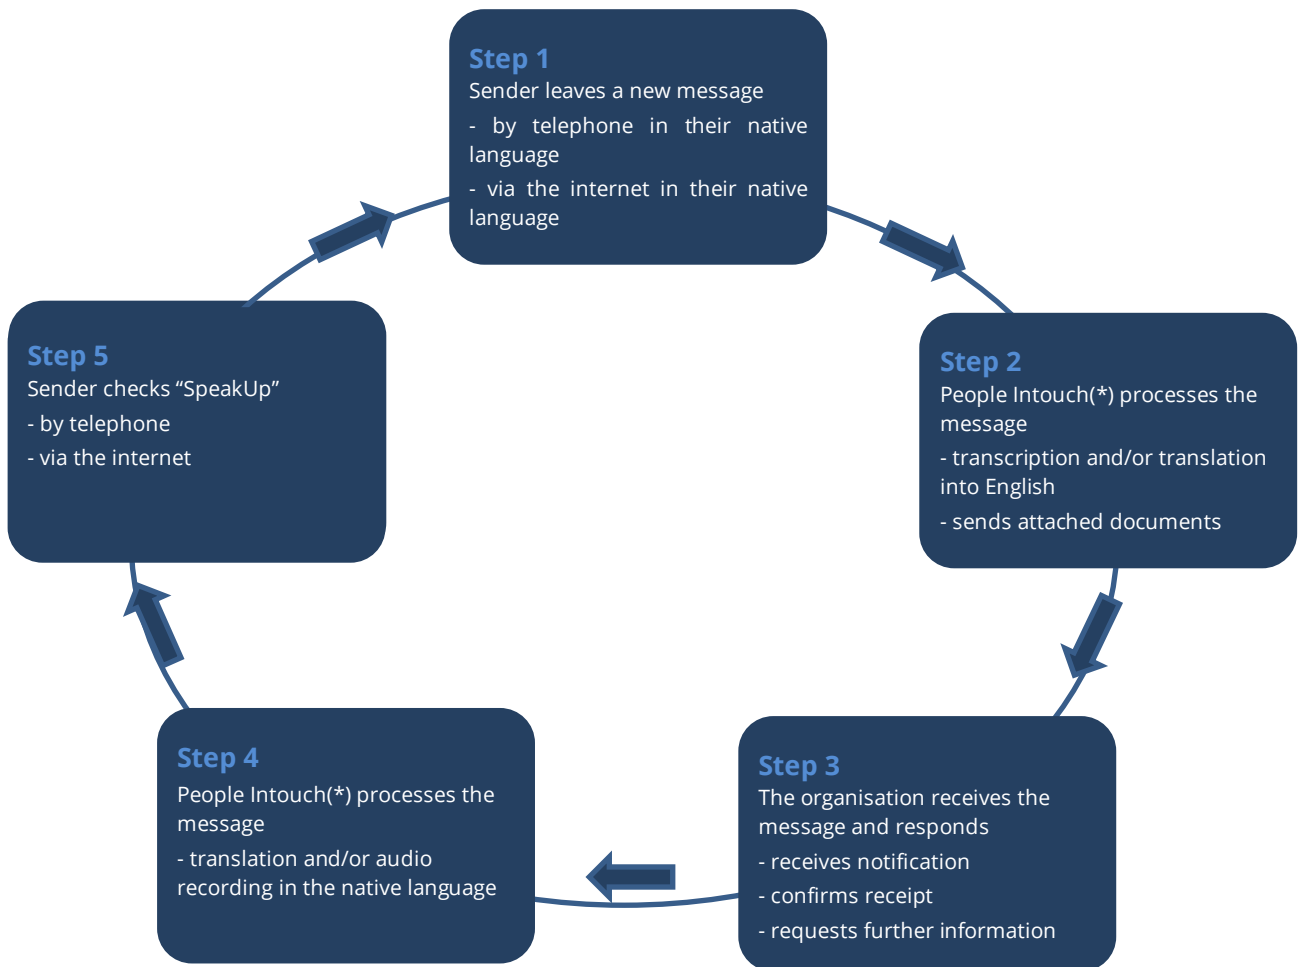 Step 1
Sender leaves a new message
- by telephone in their native
language
- via the internet in their native
language
Step 2
People Intouch(*) processes the
message
- transcription and/or translation
into English
- sends attached documents
Step 3
The organisation receives the
message and responds
- receives notification
- confirms receipt
- requests further information
Step 4
People Intouch(*) processes the
message
- translation and/or audio
recording in the native language
Step 5
Sender checks “SpeakUp”
- by telephone
- via the internet